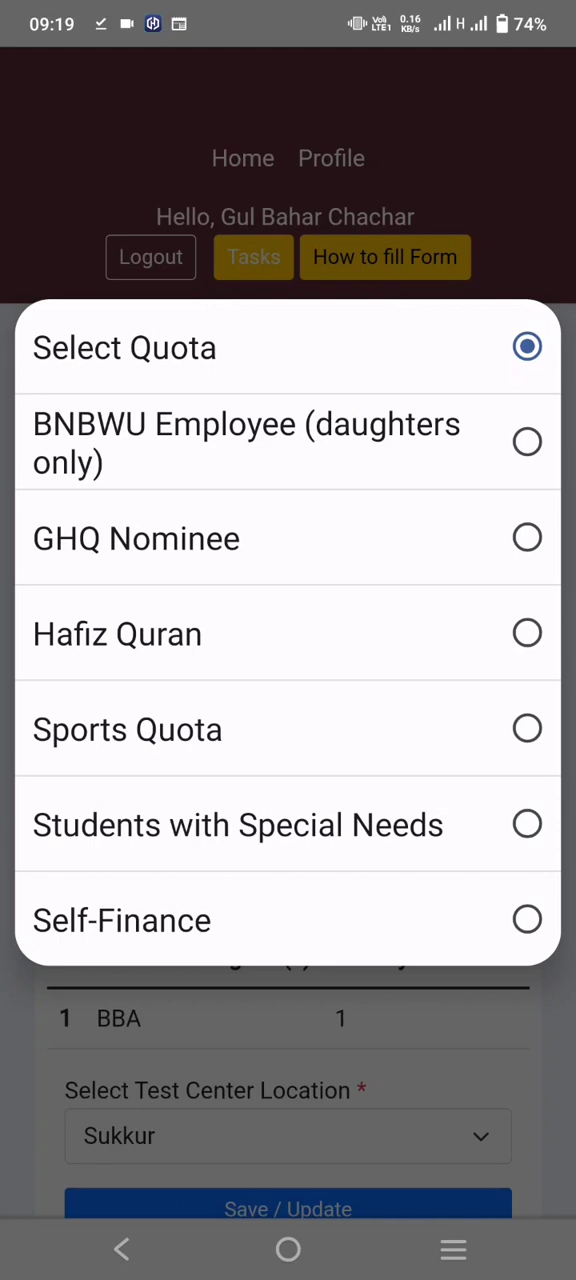 09:19
Vo)) LTE1
0.16 KB/s
H
74%
Home Profile
Hello, Gul Bahar Chachar
Logout Tasks How to fill Form
Select Quota
BNBWU Employee (daughters
only)
GHQ Nominee
Hafiz Quran
Sports Quota
Students with Special Needs
Self-Finance
1 BBA 1
Select Test Center Location *
Sukkur
Save / Update